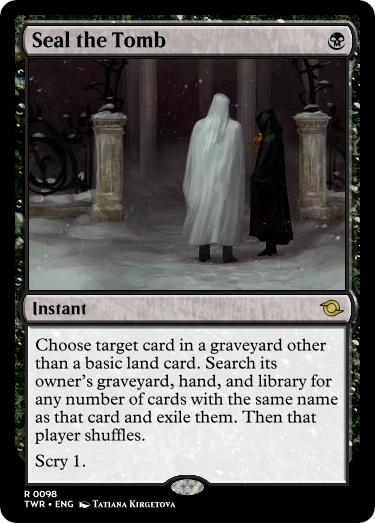 Seal the Tomb
Instant
Choose target card in a graveyard other
than a basic land card. Search its
owner's graveyard, hand, and library for
any number of cards with the same name
as that card and exile them. Then that
player shuffles.
Scry 1.
R 0098
TWR • ENG Tatiana Kirgetova